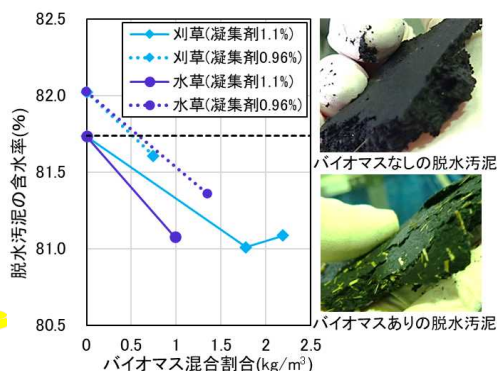 刈草(凝集剤1.1%)
刈草(凝集剤0.96%)
水草(凝集剤1.1%)
水草(凝集剤0.96%)
脱水汚泥の含水率(%)
82.5
82.0
81.5
81.0
80.5
0
0.5
1
1.5
2
2.5
バイオマス混合割合(kg/m³)
バイオマスなしの脱水汚泥
バイオマスありの脱水汚泥